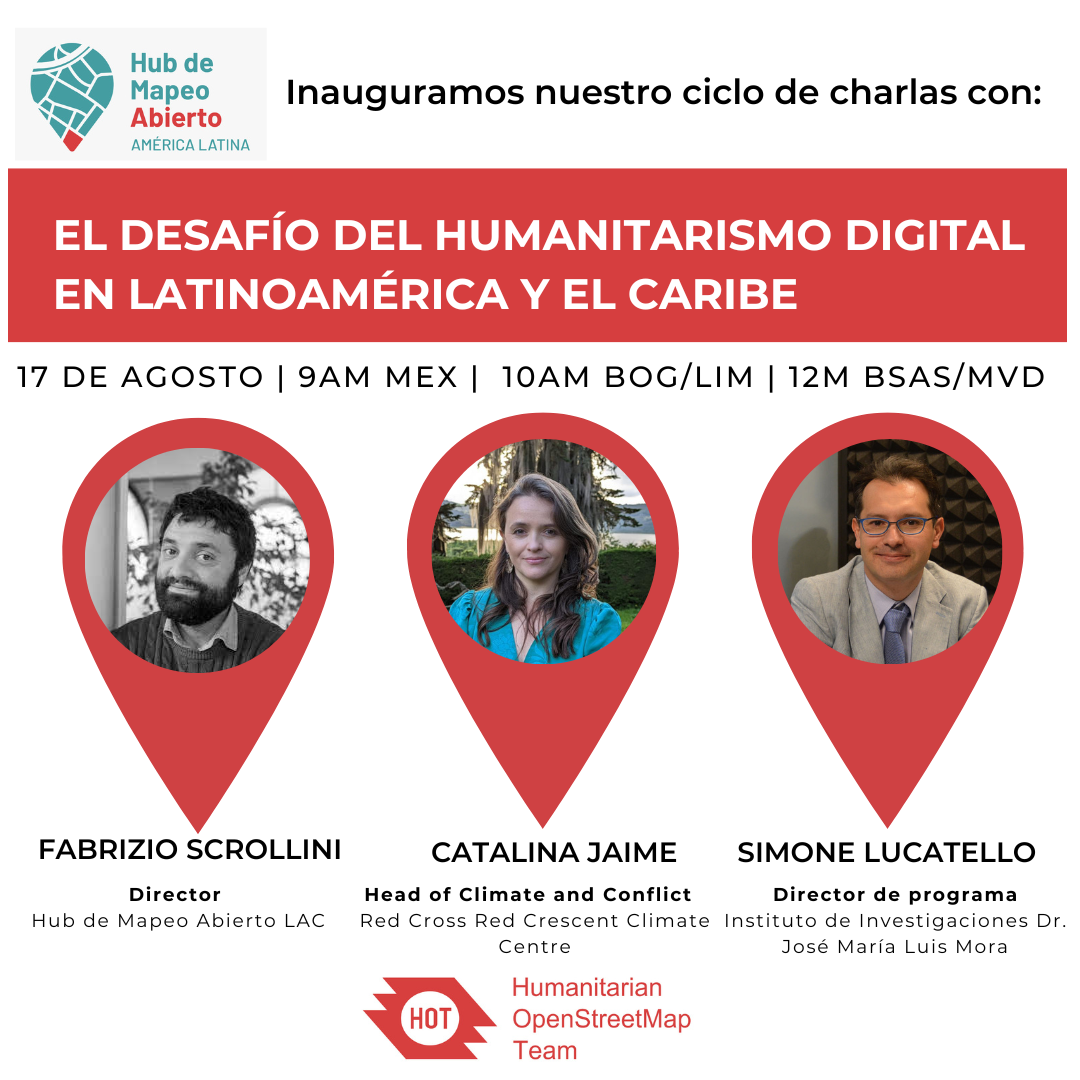 Hub de
Mapeo
Abierto
AMÉRICA LATINA
Inauguramos nuestro ciclo de charlas con:
EL DESAFÍO DEL HUMANITARISMO DIGITAL
EN LATINOAMÉRICA Y EL CARIBE
17 DE AGOSTO | 9AM MEX | 10AM BOG/LIM | 12M BSAS/MVD
FABRIZIO SCROLLINI
Director
Hub de Mapeo Abierto LAC
CATALINA JAIME
Head of Climate and Conflict
Red Cross Red Crescent Climate
Centre
SIMONE LUCATELLO
Director de programa
Instituto de Investigaciones Dr.
José María Luis Mora
HOT
Humanitarian
OpenStreetMap
Team